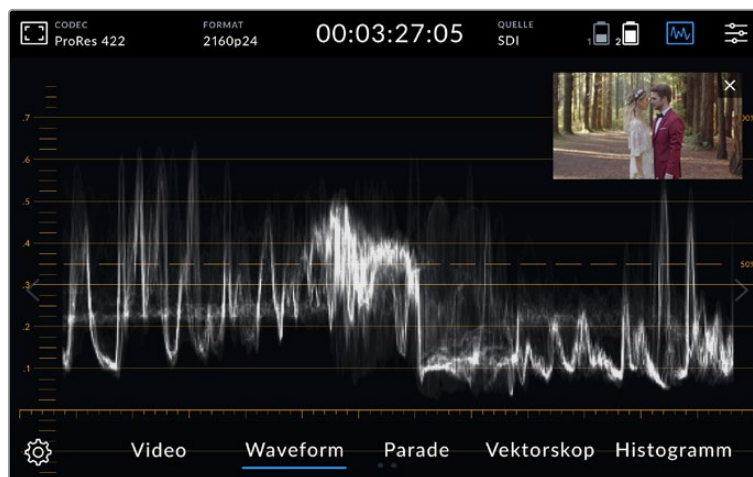 CODEC
ProRes 422
FORMAT
2160p24
00:03:27:05
QUELLE
SDI
1
2
.7
.6
.5
.4
.3
.2
.1
50%
Video
Waveform
Parade
Vektorskop
Histogramm